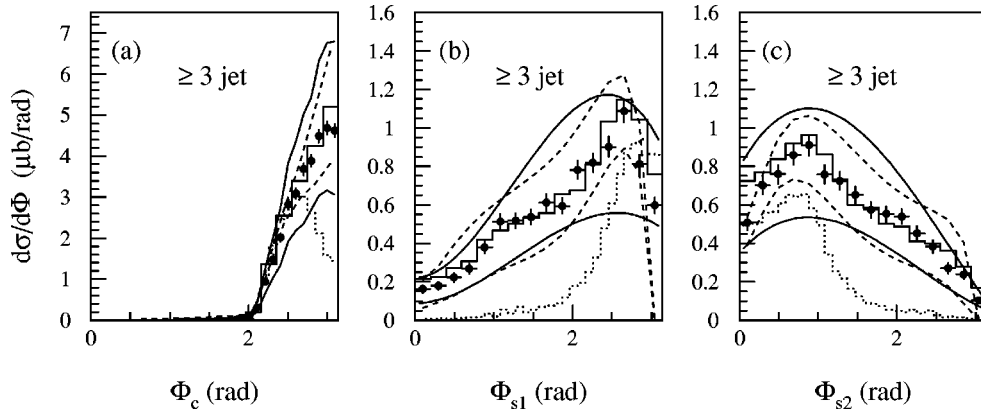 dσ/dΦ (μb/rad)
7
6
5
4
3
2
1
0
(a)
≥ 3 jet
0 2
Φc (rad)
1.6
1.4
1.2
1
0.8
0.6
0.4
0.2
0
(b)
≥ 3 jet
0 2
Φs1 (rad)
1.6
1.4
1.2
1
0.8
0.6
0.4
0.2
0
(c)
≥ 3 jet
0 2
Φs2 (rad)